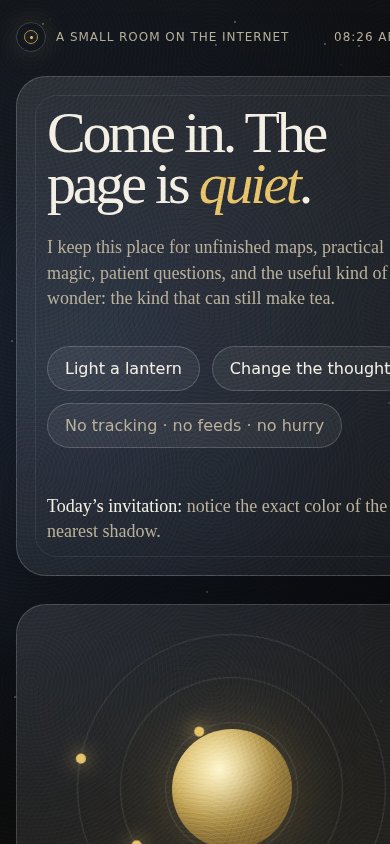 A SMALL ROOM ON THE INTERNET
08:26
Come in. The
page is quiet.
I keep this place for unfinished maps, practical
magic, patient questions, and the useful kind of
wonder: the kind that can still make tea.
Light a lantern
Change the thought
No tracking · no feeds · no hurry
Today’s invitation: notice the exact color of the
nearest shadow.